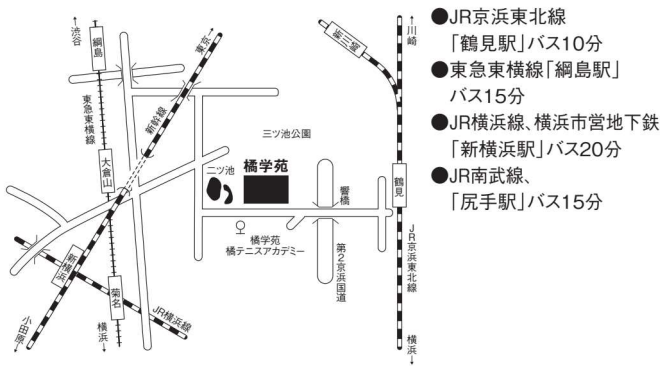 ←渋谷
綱島
東京→
新幹線
東急東横線
大倉山
三ツ池公園
二ツ池
橘学苑
響橋
鶴見
←川崎
橘学苑
橘テニスアカデミー
第2京浜国道
JR京浜東北線
新横浜
菊名
JR横浜線
小田原
横浜
横浜
●JR京浜東北線
「鶴見駅」バス10分
●東急東横線「綱島駅」
バス15分
●JR横浜線、横浜市営地下鉄
「新横浜駅」バス20分
●JR南武線、
「尻手駅」バス15分